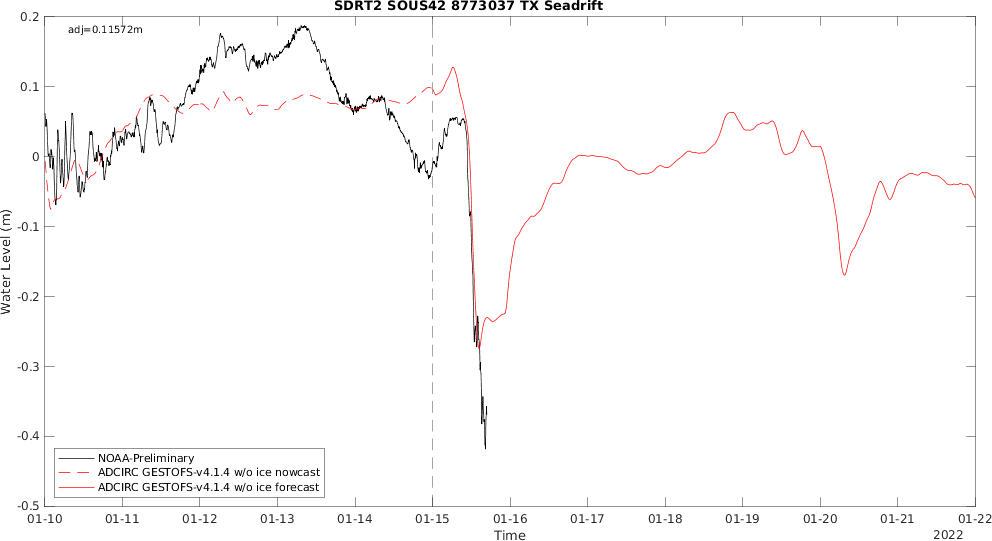 SDRT2 SOUS42 8773037 TX Seadrift
adj=0.11572m
Water Level (m)
0.2
0.1
0
-0.1
-0.2
-0.3
-0.4
-0.5
NOAA-Preliminary
ADCIRC GESTOFS-v4.1.4 w/o ice nowcast
ADCIRC GESTOFS-v4.1.4 w/o ice forecast
01-10 01-11 01-12 01-13 01-14 01-15 01-16 01-17 01-18 01-19 01-20 01-21 01-22
Time
2022